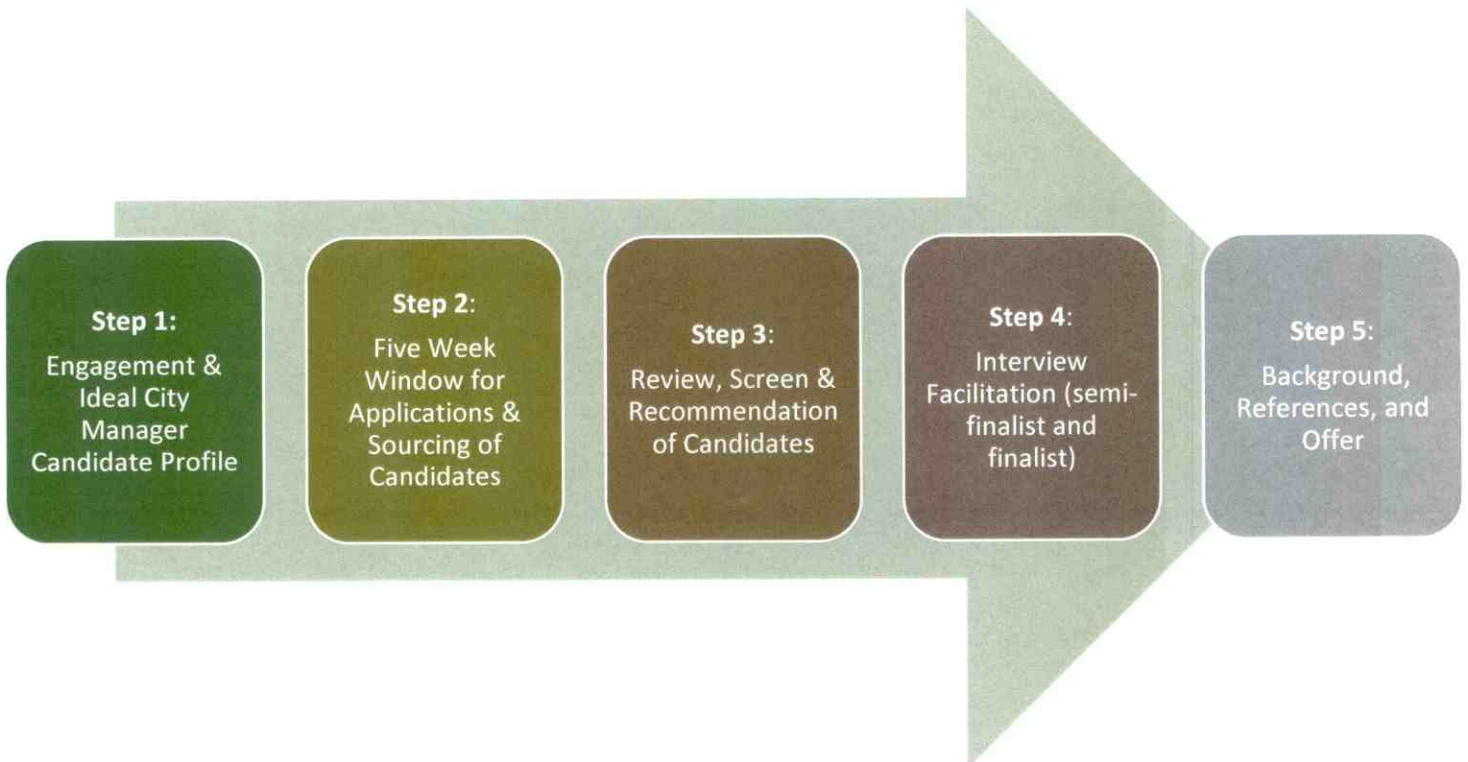 Step 1:
Engagement &
Ideal City
Manager
Candidate Profile
Step 2:
Five Week
Window for
Applications &
Sourcing of
Candidates
Step 3:
Review, Screen &
Recommendation
of Candidates
Step 4:
Interview
Facilitation (semi-
finalist and
finalist)
Step 5:
Background,
References, and
Offer